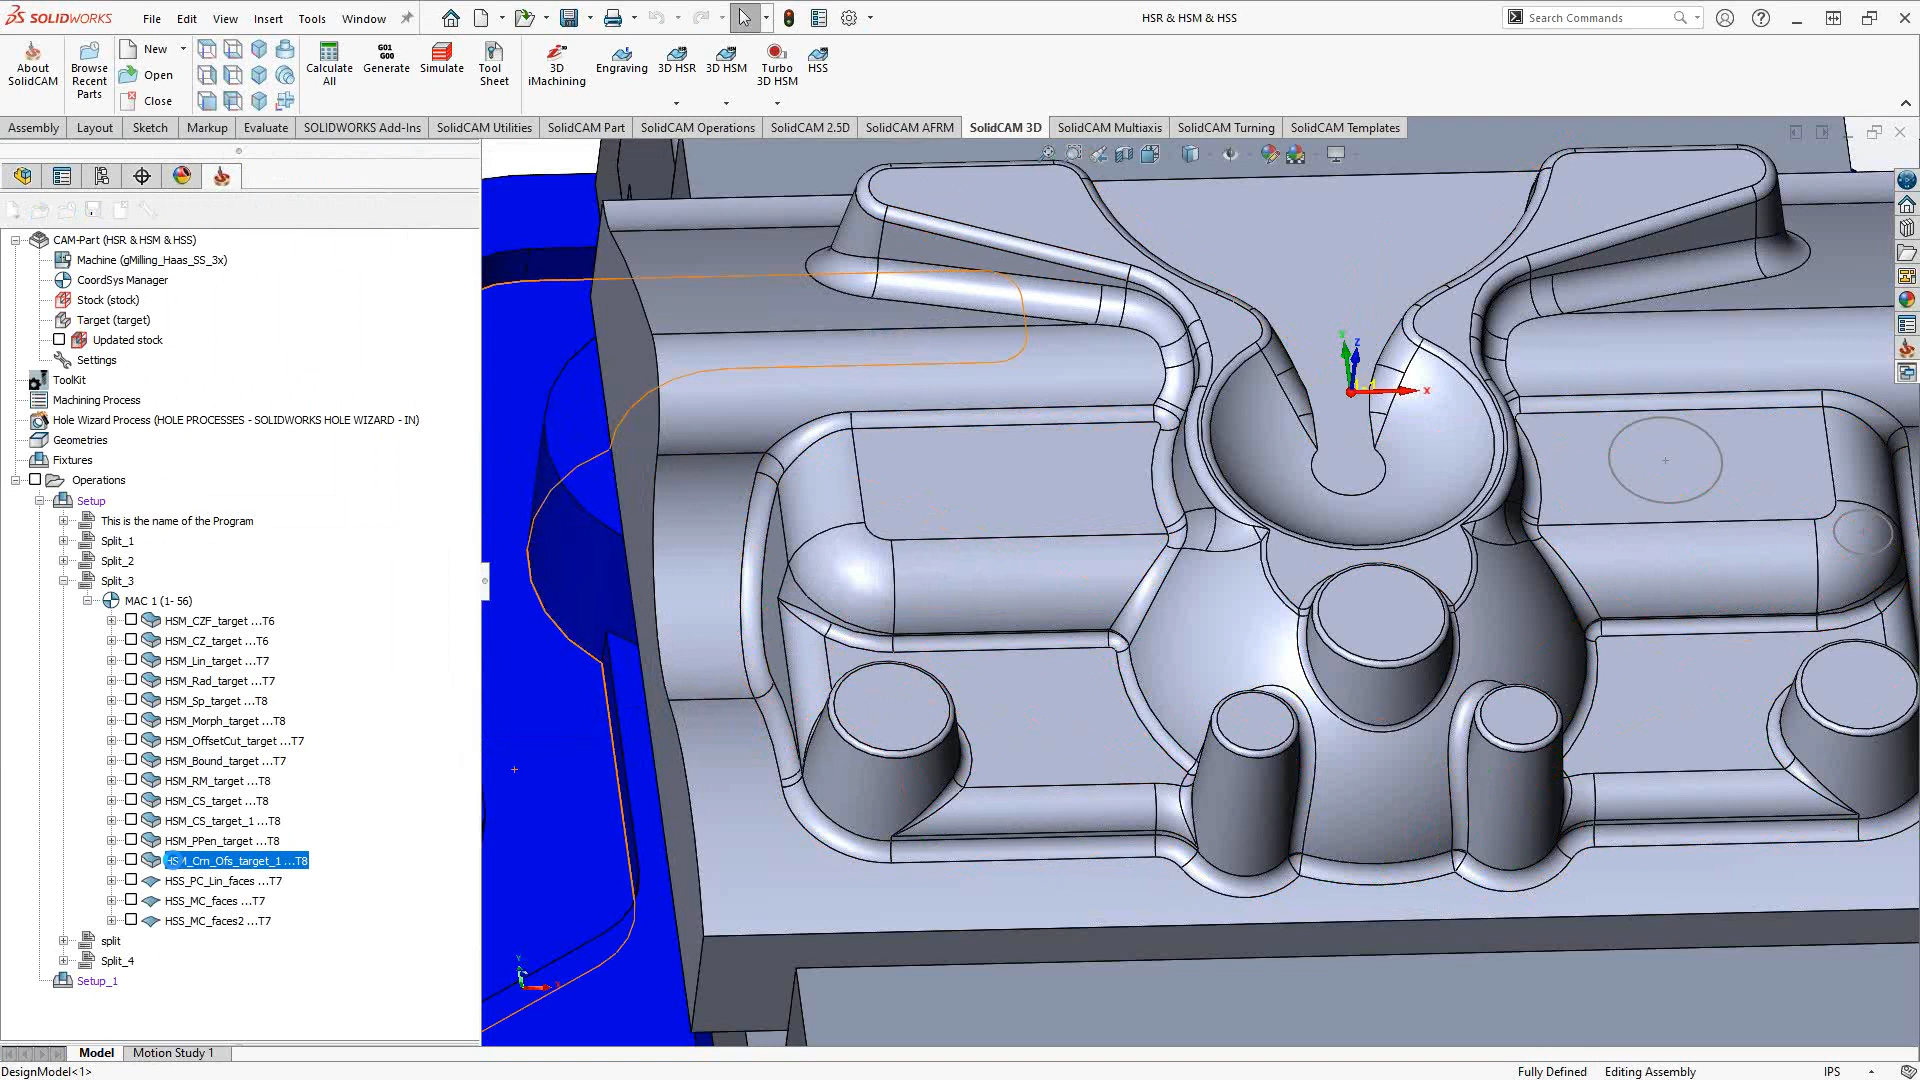 SOLIDWORKS File Edit View Insert Tools Window HSR & HSM & HSS Search Commands
About SolidCAM
Browse Recent Parts
New
Open
Close
Calculate All
G01 G00
Generate
Simulate
Tool Sheet
3D iMachining
Engraving
3D HSR
3D HSM
Turbo 3D HSM
HSS
Assembly Layout Sketch Markup Evaluate SOLIDWORKS Add-Ins SolidCAM Utilities SolidCAM Part SolidCAM Operations SolidCAM 2.5D SolidCAM AFRM SolidCAM 3D SolidCAM Multiaxis SolidCAM Turning SolidCAM Templates
CAM-Part (HSR & HSM & HSS)
Machine (gMilling_Haas_SS_3x)
CoordSys Manager
Stock (stock)
Target (target)
Updated stock
Settings
ToolKit
Machining Process
Hole Wizard Process (HOLE PROCESSES - SOLIDWORKS HOLE WIZARD - IN)
Geometries
Fixtures
Operations
Setup
This is the name of the Program
Split_1
Split_2
Split_3
MAC 1 (1- 56)
HSM_CZF_target ...T6
HSM_CZ_target ...T6
HSM_Lin_target ...T7
HSM_Rad_target ...T7
HSM_Sp_target ...T8
HSM_Morph_target ...T8
HSM_OffsetCut_target ...T7
HSM_Bound_target ...T7
HSM_RM_target ...T8
HSM_CS_target ...T8
HSM_CS_target_1 ...T8
HSM_PPen_target ...T8
HSM_Crn_Ofs_target_1 ...T8
HSS_PC_Lin_faces ...T7
HSS_MC_faces ...T7
HSS_MC_faces2 ...T7
split
Split_4
Setup_1
Z
X
Y
X
Model Motion Study 1
DesignModel<1> Fully Defined Editing Assembly IPS